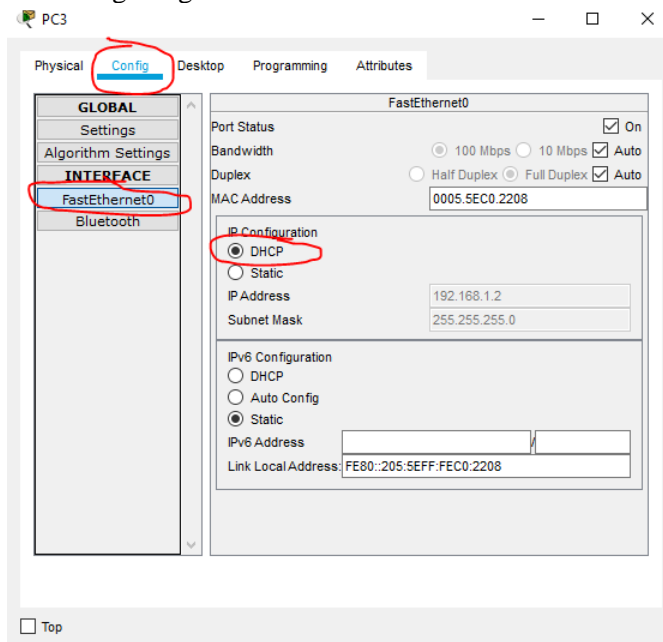 PC3
Physical Config Desktop Programming Attributes
GLOBAL
Settings
Algorithm Settings
INTERFACE
FastEthernet0
Bluetooth
FastEthernet0
Port Status On
Bandwidth 100 Mbps 10 Mbps Auto
Duplex Half Duplex Full Duplex Auto
MAC Address 0005.5EC0.2208
IP Configuration
DHCP
Static
IP Address 192.168.1.2
Subnet Mask 255.255.255.0
IPv6 Configuration
DHCP
Auto Config
Static
IPv6 Address /
Link Local Address: FE80::205:5EFF:FEC0:2208
Top